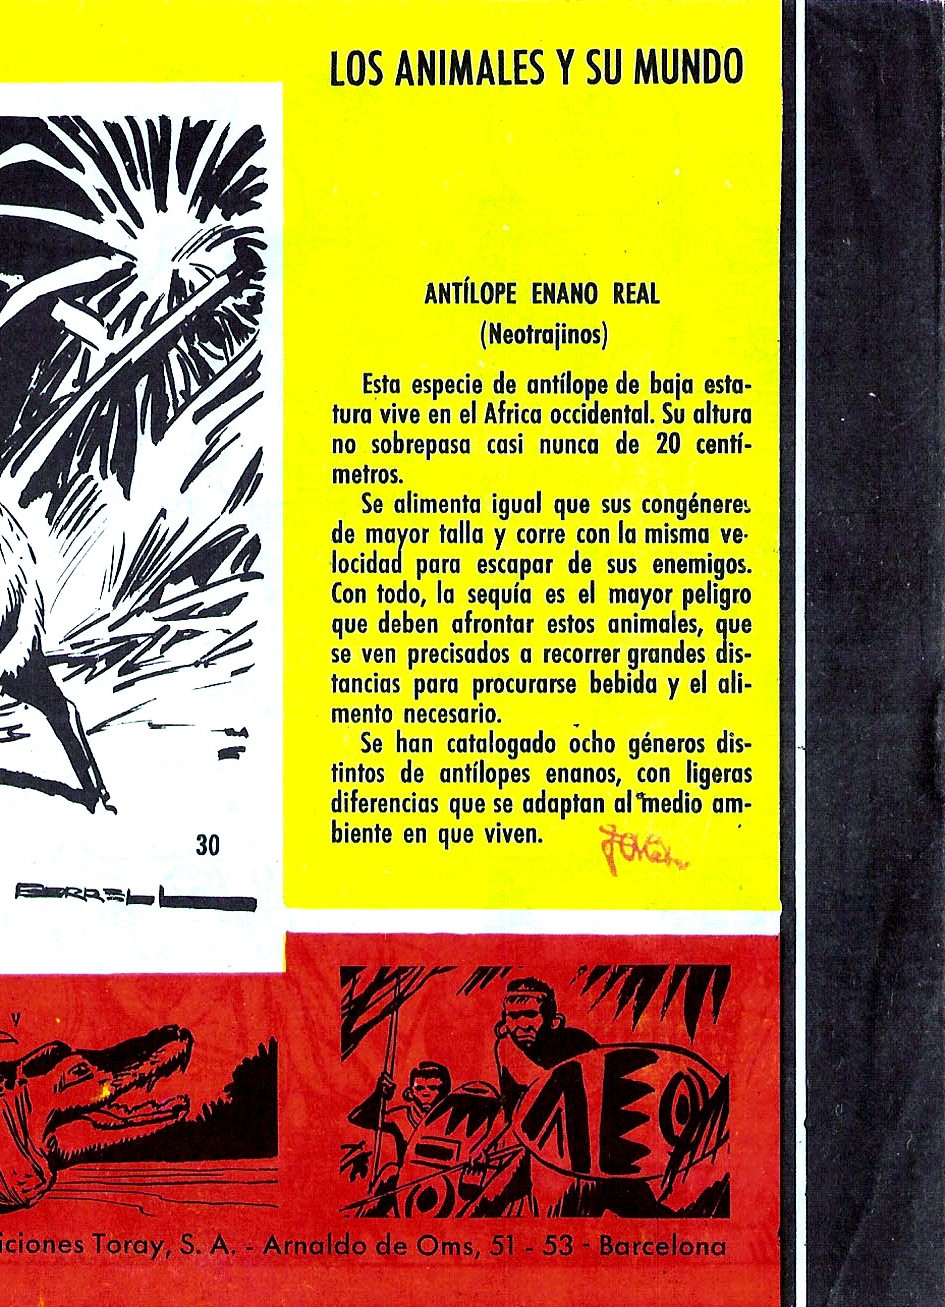 LOS ANIMALES Y SU MUNDO
ANTÍLOPE ENANO REAL
(Neotrajinos)
Esta especie de antílope de baja esta-
tura vive en el Africa occidental. Su altura
no sobrepasa casi nunca de 20 centí-
metros.
Se alimenta igual que sus congéneres
de mayor talla y corre con la misma ve-
locidad para escapar de sus enemigos.
Con todo, la sequía es el mayor peligro
que deben afrontar estos animales, que
se ven precisados a recorrer grandes dis-
tancias para procurarse bebida y el ali-
mento necesario.
Se han catalogado ocho géneros dis-
tintos de antílopes enanos, con ligeras
diferencias que se adaptan al medio am-
biente en que viven.
30
BORRELL
Y
iciones Toray, S. A. - Arnaldo de Oms, 51 - 53 - Barcelona